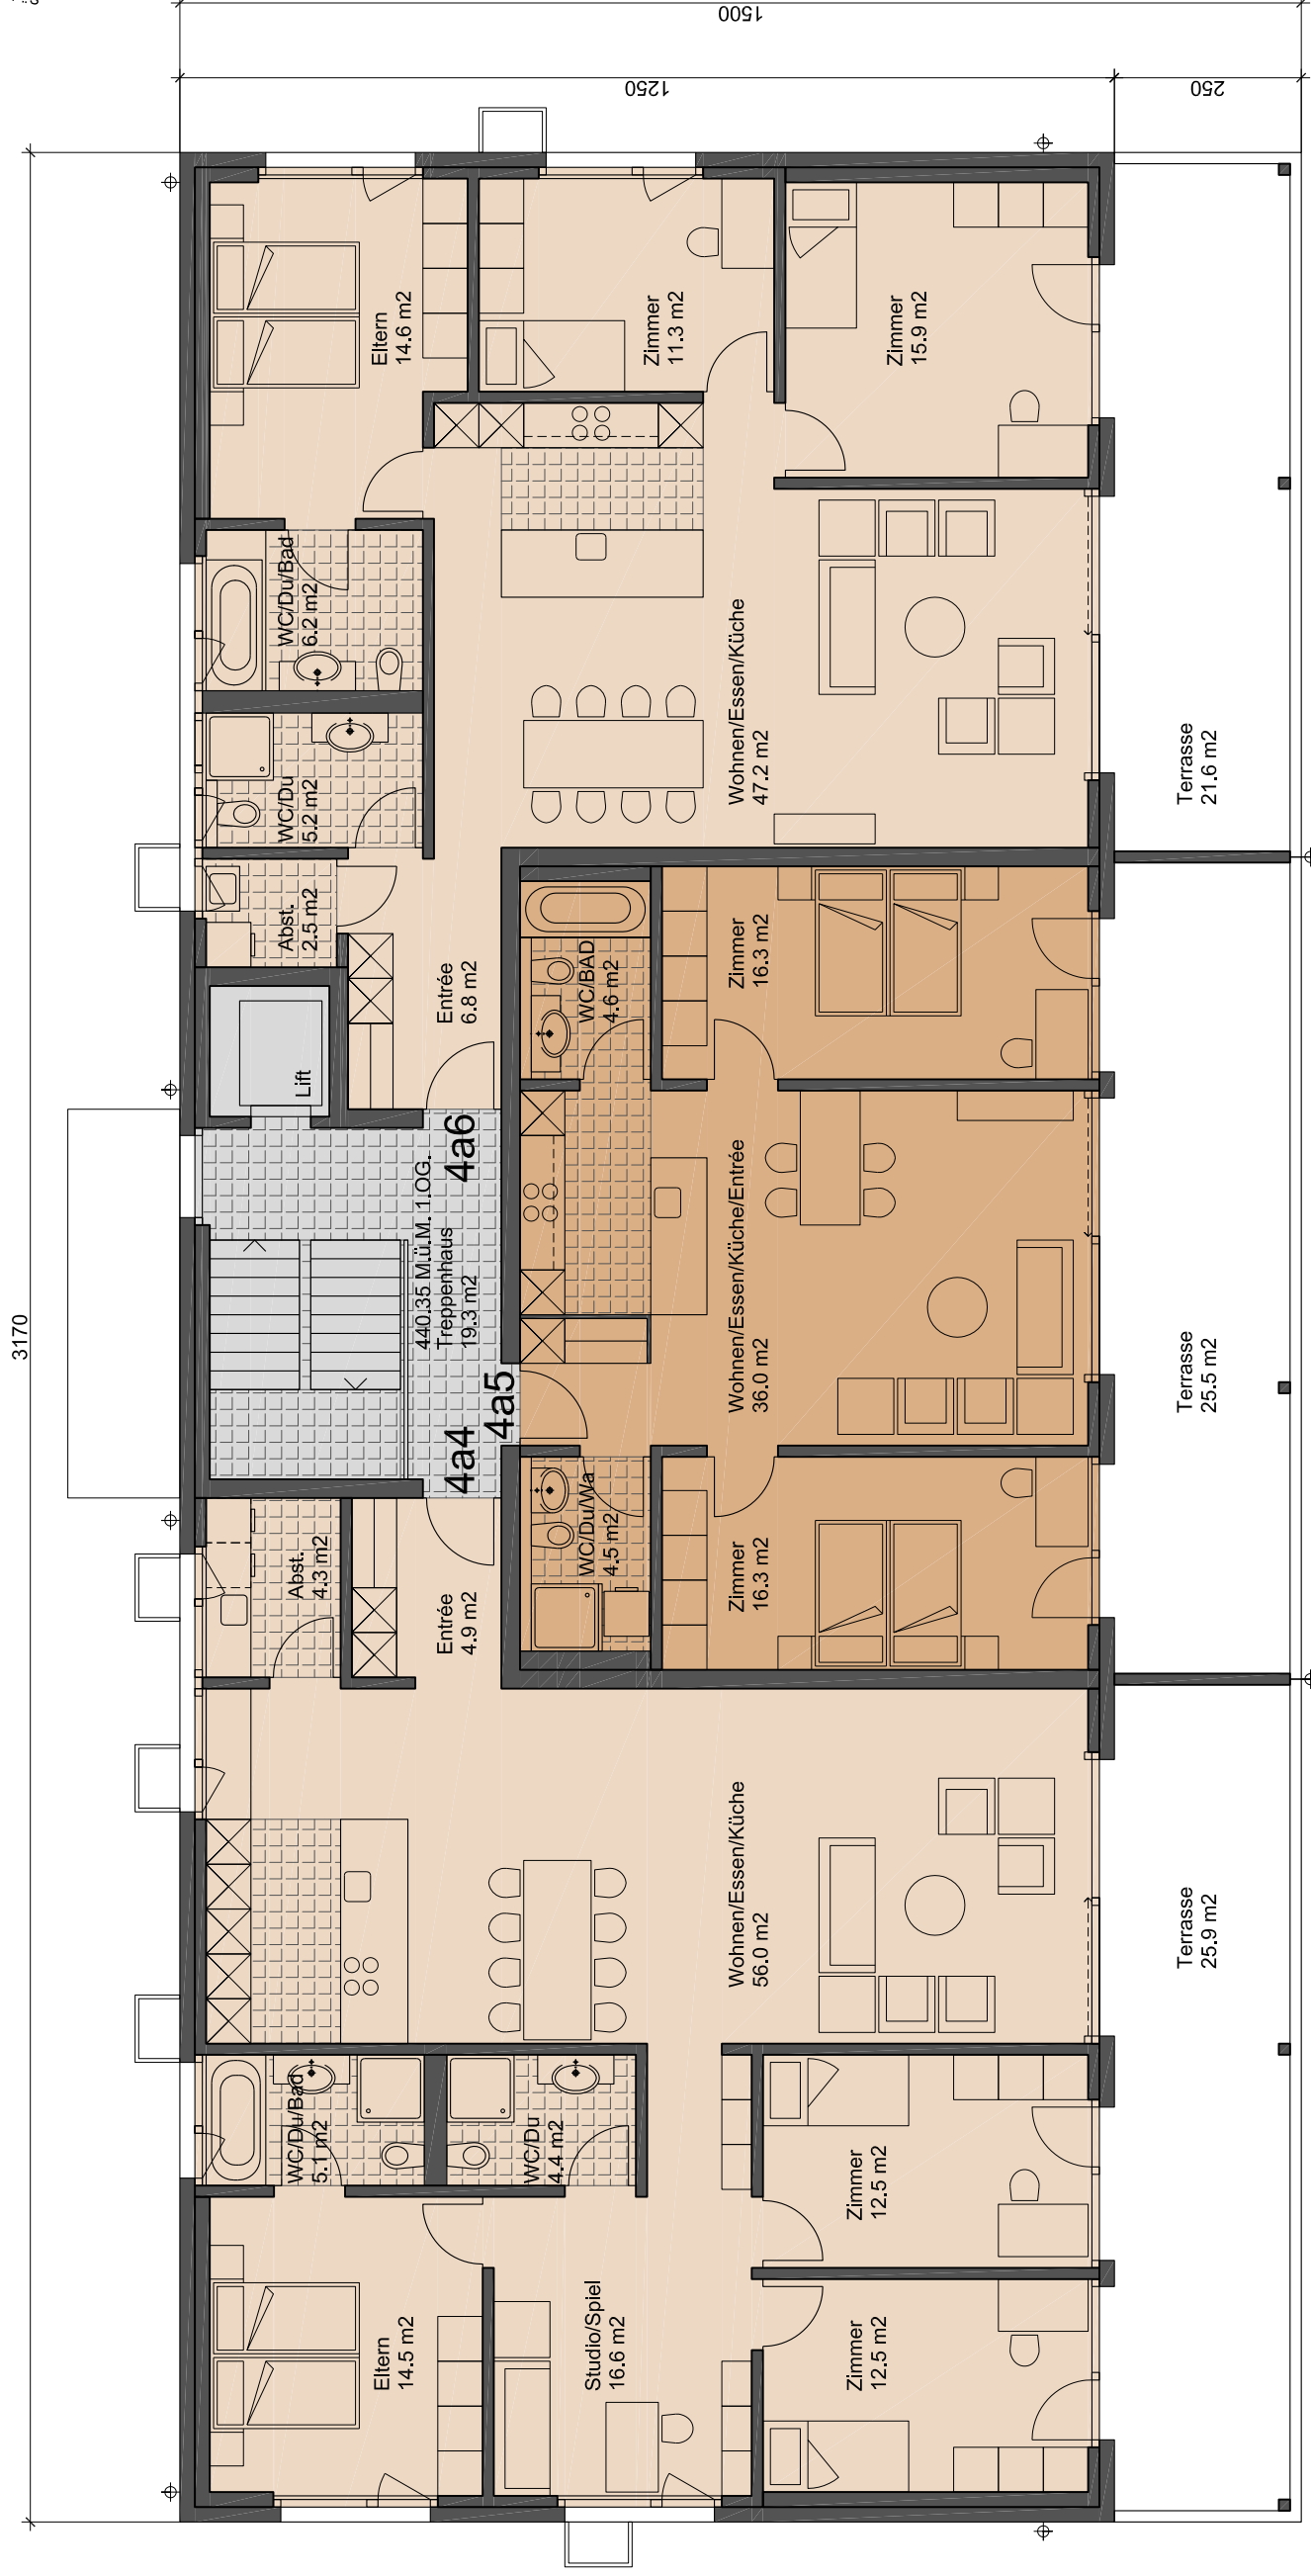 3170
1500
1250
250
Eltern
14.6 m2
Zimmer
11.3 m2
Zimmer
15.9 m2
WC/Du/Bad
6.2 m2
WC/Du
5.2 m2
Abst.
2.5 m2
Wohnen/Essen/Küche
47.2 m2
Terrasse
21.6 m2
Lift
Entrée
6.8 m2
4a6
440.35 M.ü.M. 1.OG.
Treppenhaus
19.3 m2
4a5
4a4
WC/BAD
4.6 m2
Zimmer
16.3 m2
Wohnen/Essen/Küche/Entrée
36.0 m2
Terrasse
25.5 m2
WC/Du/Wa
4.5 m2
Zimmer
16.3 m2
Abst.
4.3 m2
Entrée
4.9 m2
Wohnen/Essen/Küche
56.0 m2
Terrasse
25.9 m2
WC/Du/Bad
5.1 m2
WC/Du
4.4 m2
Zimmer
12.5 m2
Eltern
14.5 m2
Studio/Spiel
16.6 m2
Zimmer
12.5 m2